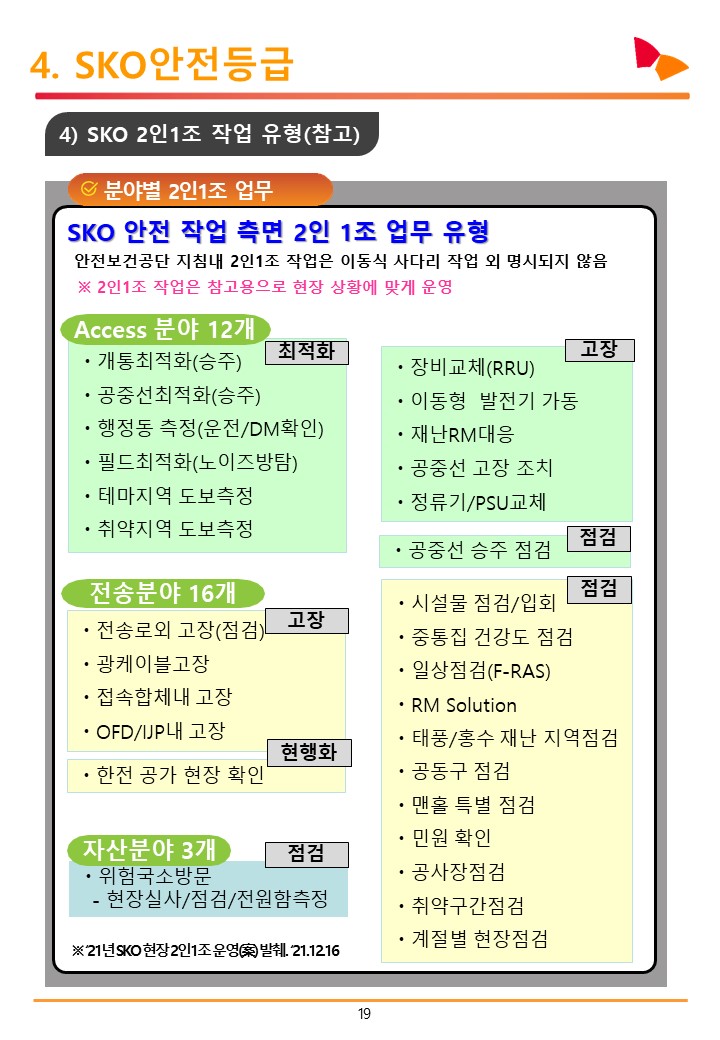 4. SKO안전등급
4) SKO 2인1조 작업 유형(참고)
분야별 2인1조 업무
SKO 안전 작업 측면 2인 1조 업무 유형
안전보건공단 지침내 2인1조 작업은 이동식 사다리 작업 외 명시되지 않음
※ 2인1조 작업은 참고용으로 현장 상황에 맞게 운영
Access 분야 12개
최적화
• 개통최적화(승주)
• 공중선최적화(승주)
• 행정동 측정(운전/DM확인)
• 필드최적화(노이즈방탐)
• 테마지역 도보측정
• 취약지역 도보측정
고장
• 장비교체(RRU)
• 이동형 발전기 가동
• 재난RM대응
• 공중선 고장 조치
• 정류기/PSU교체
점검
• 공중선 승주 점검
전송분야 16개
고장
• 전송로외 고장(점검)
• 광케이블고장
• 접속함체내 고장
• OFD/IJP내 고장
현행화
• 한전 공가 현장 확인
점검
• 시설물 점검/입회
• 중통집 건강도 점검
• 일상점검(F-RAS)
• RM Solution
• 태풍/홍수 재난 지역점검
• 공동구 점검
• 맨홀 특별 점검
• 민원 확인
• 공사장점검
• 취약구간점검
• 계절별 현장점검
자산분야 3개
점검
• 위험국소방문
- 현장실사/점검/전원함측정
※ ‘21년 SKO 현장 2인1조 운영(案) 발췌. ‘21.12.16
19